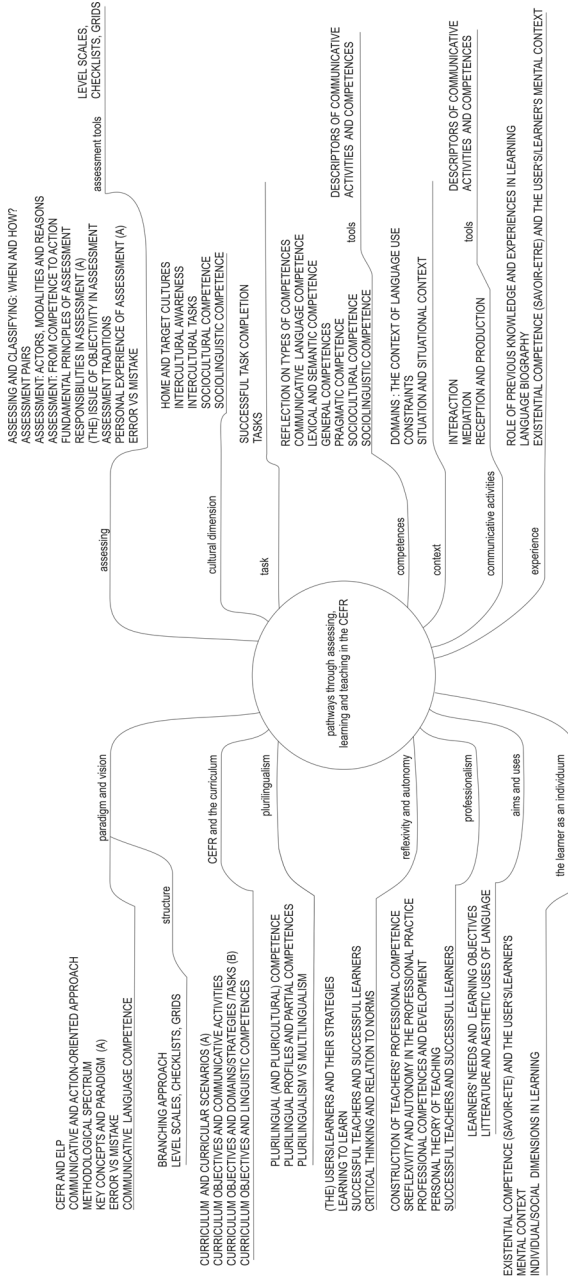 pathways through assessing,
learning and teaching in the CEFR
paradigm and vision
CEFR AND ELP
COMMUNICATIVE AND ACTION-ORIENTED APPROACH
METHODOLOGICAL SPECTRUM
KEY CONCEPTS AND PARADIGM (A)
ERROR VS MISTAKE
COMMUNICATIVE LANGUAGE COMPETENCE
structure
BRANCHING APPROACH
LEVEL SCALES, CHECKLISTS, GRIDS
CEFR and the curriculum
CURRICULUM AND CURRICULAR SCENARIOS (A)
CURRICULUM OBJECTIVES AND COMMUNICATIVE ACTIVITIES
CURRICULUM OBJECTIVES AND DOMAINS/STRATEGIES /TASKS (B)
CURRICULUM OBJECTIVES AND LINGUISTIC COMPETENCES
plurilingualism
PLURILINGUAL (AND PLURICULTURAL) COMPETENCE
PLURILINGUAL PROFILES AND PARTIAL COMPETENCES
PLURILINGUALISM VS MULTILINGUALISM
reflexivity and autonomy
(THE) USERS/LEARNERS AND THEIR STRATEGIES
LEARNING TO LEARN
SUCCESSFUL TEACHERS AND SUCCESSFUL LEARNERS
CRITICAL THINKING AND RELATION TO NORMS
professionalism
CONSTRUCTION OF TEACHERS' PROFESSIONAL COMPETENCE
SREFLEXIVITY AND AUTONOMY IN THE PROFESSIONAL PRACTICE
PROFESSIONAL COMPETENCES AND DEVELOPMENT
PERSONAL THEORY OF TEACHING
SUCCESSFUL TEACHERS AND SUCCESSFUL LEARNERS
aims and uses
LEARNERS' NEEDS AND LEARNING OBJECTIVES
LITTERATURE AND AESTHETIC USES OF LANGUAGE
the learner as an individuum
EXISTENTIAL COMPETENCE (SAVOIR-ETE) AND THE USER'S/LEARNER'S
MENTAL CONTEXT
INDIVIDUAL/SOCIAL DIMENSIONS IN LEARNING
assessing
ASSESSING AND CLASSIFYING: WHEN AND HOW?
ASSESSMENT PAIRS
ASSESSMENT: ACTORS, MODALITIES AND REASONS
ASSESSMENT: FROM COMPETENCE TO ACTION
FUNDAMENTAL PRINCIPLES OF ASSESSMENT
RESPONSIBILITIES IN ASSESSMENT (A)
(THE) ISSUE OF OBJECTIVITY IN ASSESSMENT
ASSESSMENT TRADITIONS
PERSONAL EXPERIENCE OF ASSESSMENT (A)
ERROR VS MISTAKE
assessment tools
LEVEL SCALES,
CHECKLISTS, GRIDS
cultural dimension
HOME AND TARGET CULTURES
INTERCULTURAL AWARENESS
INTERCULTURAL TASKS
SOCIOCULTURAL COMPETENCE
SOCIOLINGUISTIC COMPETENCE
task
SUCCESSFUL TASK COMPLETION
TASKS
competences
REFLECTION ON TYPES OF COMPETENCES
COMMUNICATIVE LANGUAGE COMPETENCE
LEXICAL AND SEMANTIC COMPETENCE
GENERAL COMPETENCES
PRAGMATIC COMPETENCE
SOCIOCULTURAL COMPETENCE
SOCIOLINGUISTIC COMPETENCE
tools
DESCRIPTORS OF COMMUNICATIVE
ACTIVITIES AND COMPETENCES
context
DOMAINS : THE CONTEXT OF LANGUAGE USE
CONSTRAINTS
SITUATION AND SITUATIONAL CONTEXT
communicative activities
INTERACTION
MEDIATION
RECEPTION AND PRODUCTION
tools
DESCRIPTORS OF COMMUNICATIVE
ACTIVITIES AND COMPETENCES
experience
ROLE OF PREVIOUS KNOWLEDGE AND EXPERIENCES IN LEARNING
LANGUAGE BIOGRAPHY
EXISTENTIAL COMPETENCE (SAVOIR-ETRE) AND THE USER'S/LEARNER'S MENTAL CONTEXT